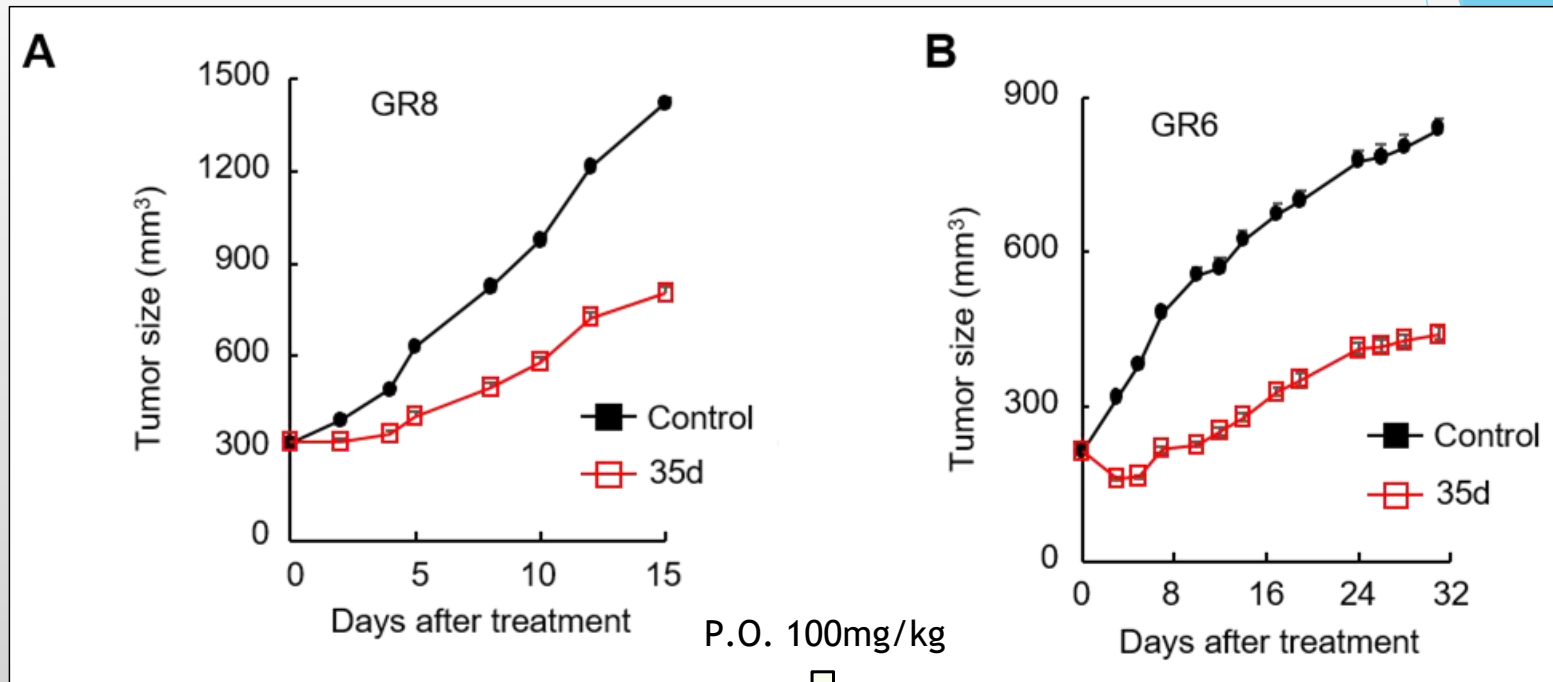 A
GR8
1500
1200
900
600
300
0
Tumor size (mm³)
0 5 10 15
Days after treatment
Control
35d
P.O. 100mg/kg
B
GR6
900
600
300
0
Tumor size (mm³)
0 8 16 24 32
Days after treatment
Control
35d